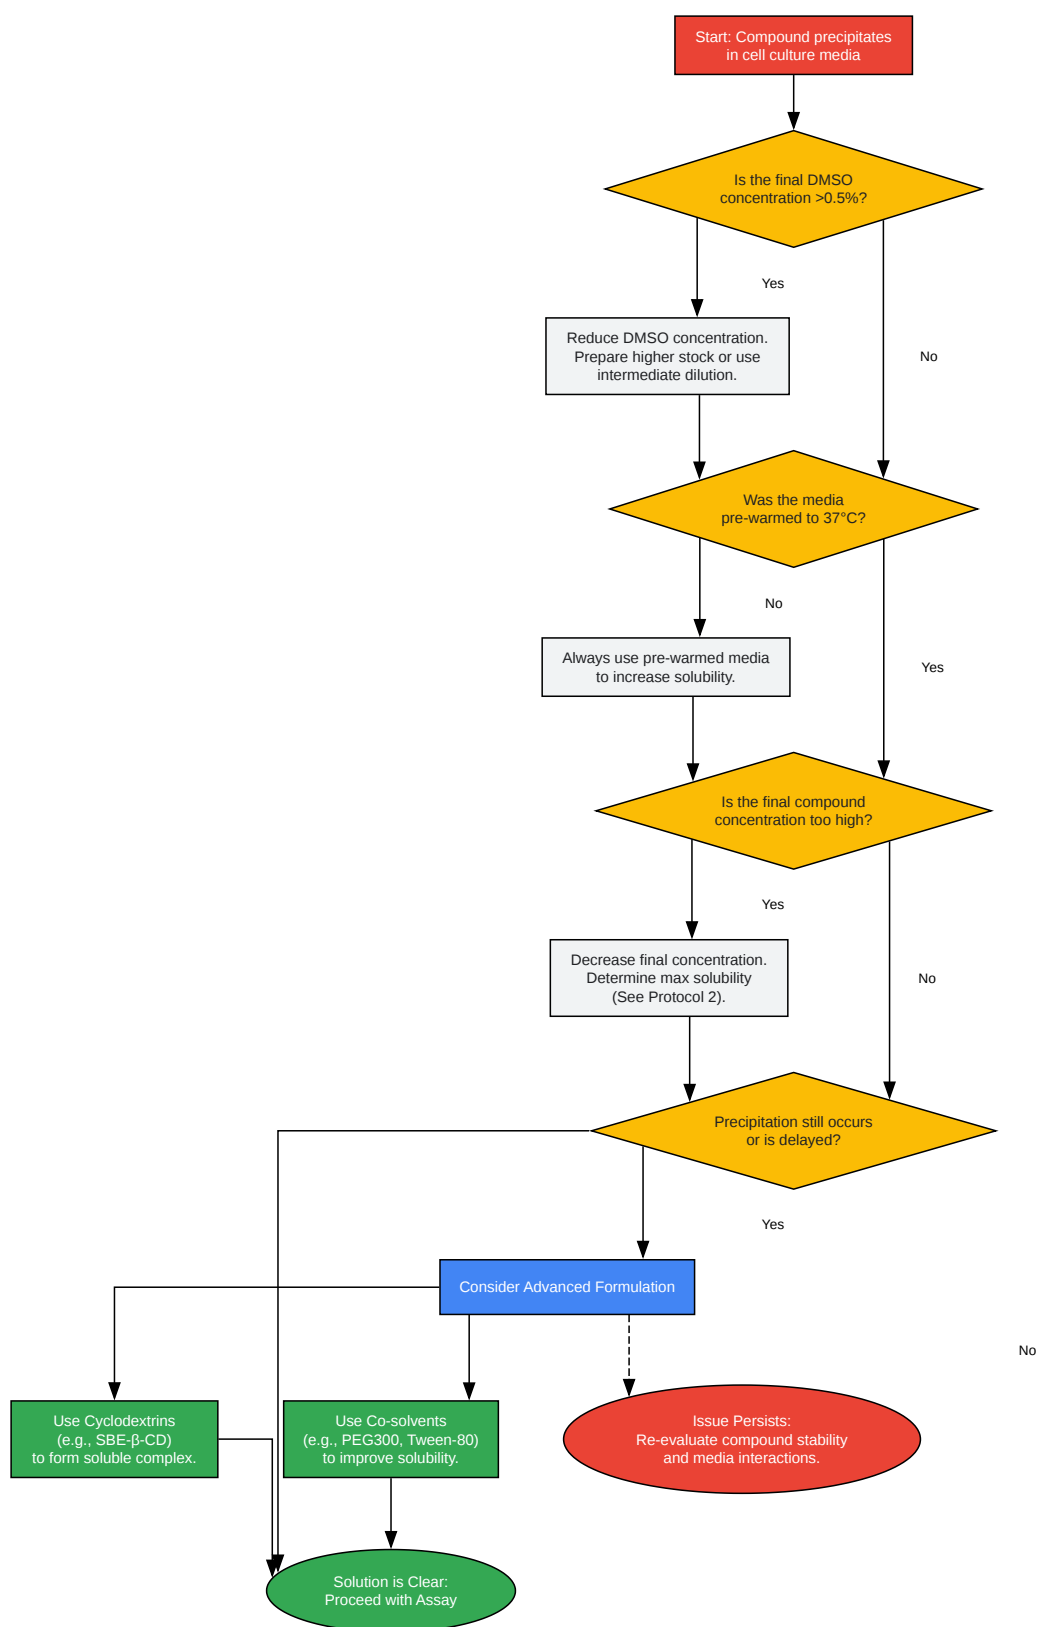 Start: Compound precipitates
in cell culture media
Is the final DMSO
concentration >0.5%?
Yes
Reduce DMSO concentration.
Prepare higher stock or use
intermediate dilution.
No
Was the media
pre-warmed to 37°C?
No
Always use pre-warmed media
to increase solubility.
Yes
Is the final compound
concentration too high?
Yes
Decrease final concentration.
Determine max solubility
(See Protocol 2).
No
Precipitation still occurs
or is delayed?
Yes
Consider Advanced Formulation
No
Use Cyclodextrins
(e.g., SBE-β-CD)
to form soluble complex.
Use Co-solvents
(e.g., PEG300, Tween-80)
to improve solubility.
Issue Persists:
Re-evaluate compound stability
and media interactions.
Solution is Clear:
Proceed with Assay